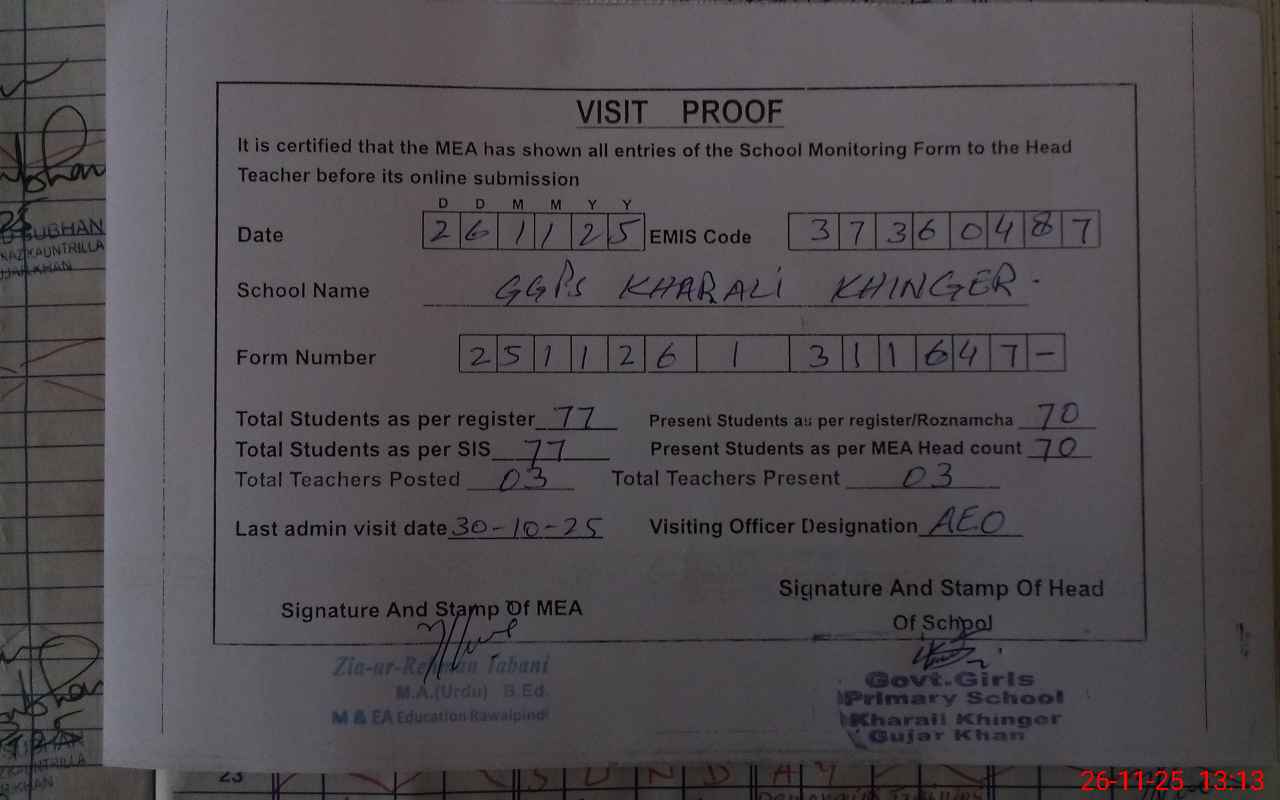 VISIT PROOF
It is certified that the MEA has shown all entries of the School Monitoring Form to the Head
Teacher before its online submission
D D M M Y Y
Date 2 6 1 1 2 5 EMIS Code 3 7 3 6 0 4 8 7
School Name GGPS KHARALI KHINGER.
Form Number 2 5 1 1 2 6 1 3 1 1 6 4 7 -
Total Students as per register 77 Present Students as per register/Roznamcha 70
Total Students as per SIS 77 Present Students as per MEA Head count 70
Total Teachers Posted 03 Total Teachers Present 03
Last admin visit date 30-10-25 Visiting Officer Designation AEO
Signature And Stamp Of MEA
Signature And Stamp Of Head
Of School
Zia-ur-Rehman Tabani
M.A.(Urdu) B.Ed.
M & EA Education Rawalpindi
Govt.Girls
Primary School
Kharali Khinger
Gujar Khan
SUBHAN
KAUNTRILLA
GUJAR KHAN
23 S U N D A Y
26-11-25 13:13